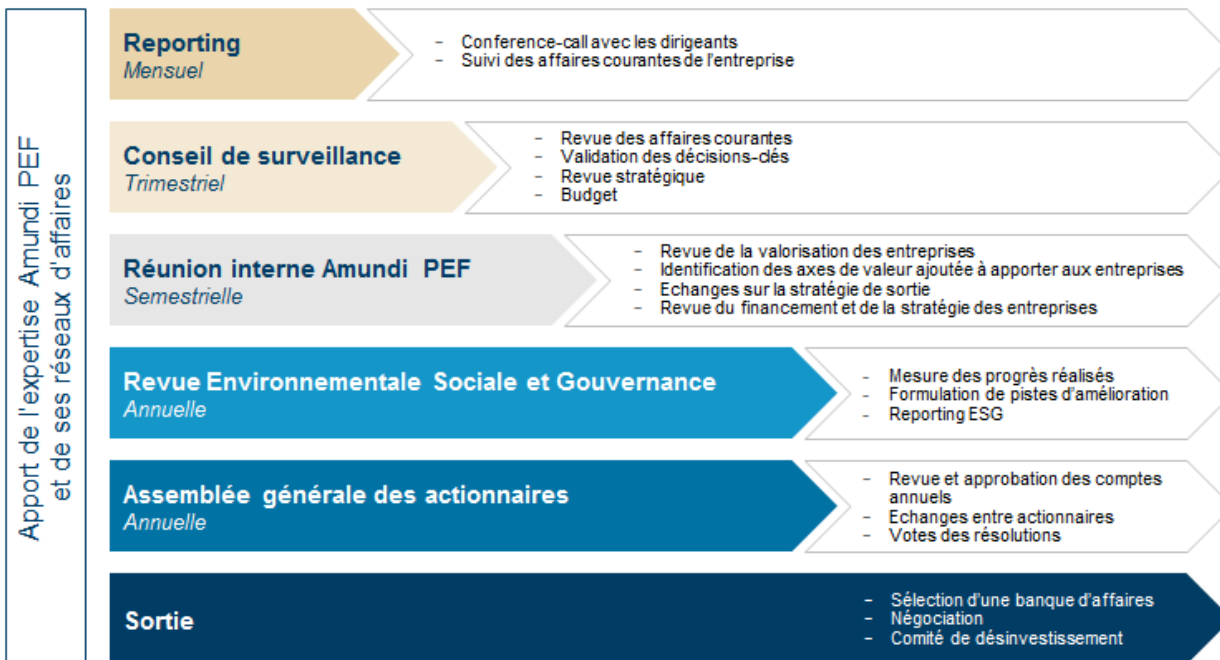 Apport de l'expertise Amundi PEF
et de ses réseaux d'affaires
Reporting
Mensuel
- Conference-call avec les dirigeants
- Suivi des affaires courantes de l'entreprise
Conseil de surveillance
Trimestriel
- Revue des affaires courantes
- Validation des décisions-clés
- Revue stratégique
- Budget
Réunion interne Amundi PEF
Semestrielle
- Revue de la valorisation des entreprises
- Identification des axes de valeur ajoutée à apporter aux entreprises
- Echanges sur la stratégie de sortie
- Revue du financement et de la stratégie des entreprises
Revue Environnementale Sociale et Gouvernance
Annuelle
- Mesure des progrès réalisés
- Formulation de pistes d'amélioration
- Reporting ESG
Assemblée générale des actionnaires
Annuelle
- Revue et approbation des comptes
annuels
- Echanges entre actionnaires
- Votes des résolutions
Sortie
- Sélection d'une banque d'affaires
- Négociation
- Comité de désinvestissement